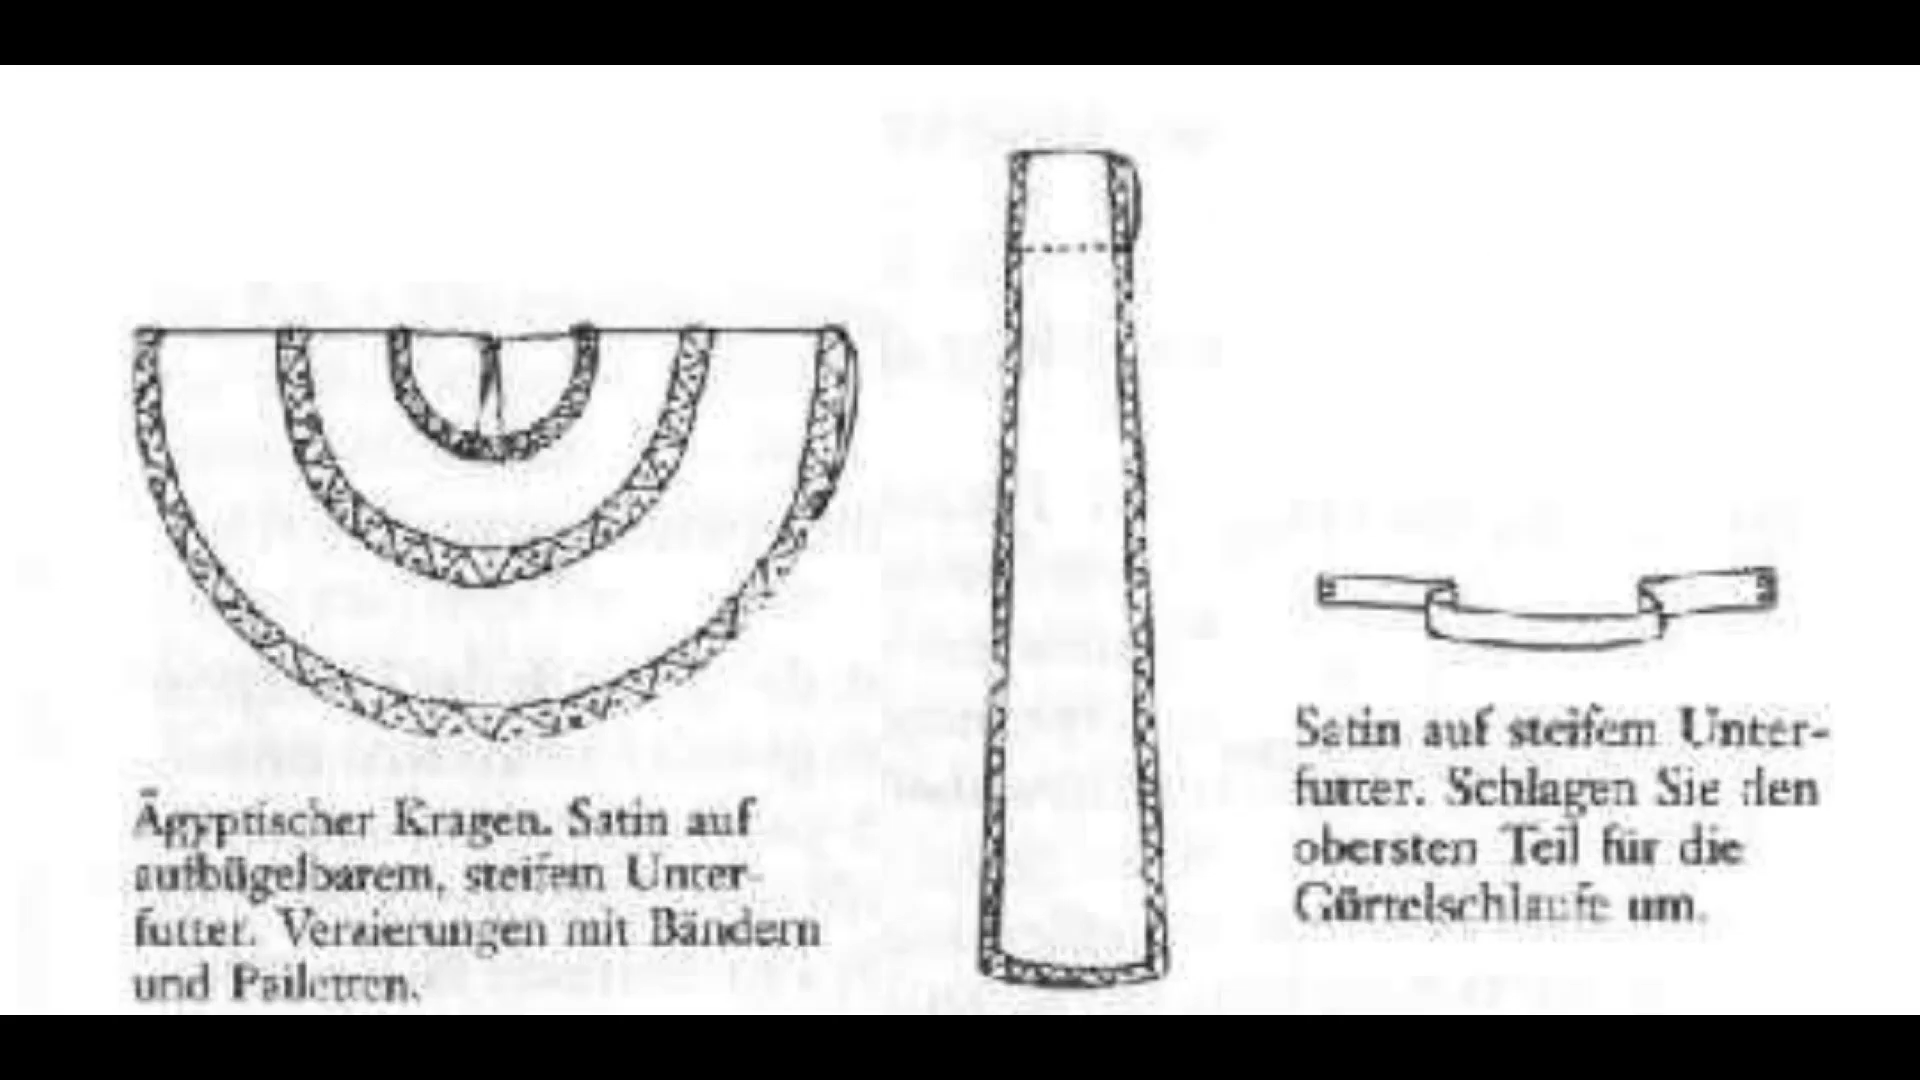 Ägyptischer Kragen. Satin auf
aufbügelbarem, steifem Unter-
futter. Verzierungen mit Bändern
und Pailetten.
Satin auf steifem Unter-
futter. Schlagen Sie den
obersten Teil für die
Gürtelschlaufe um.